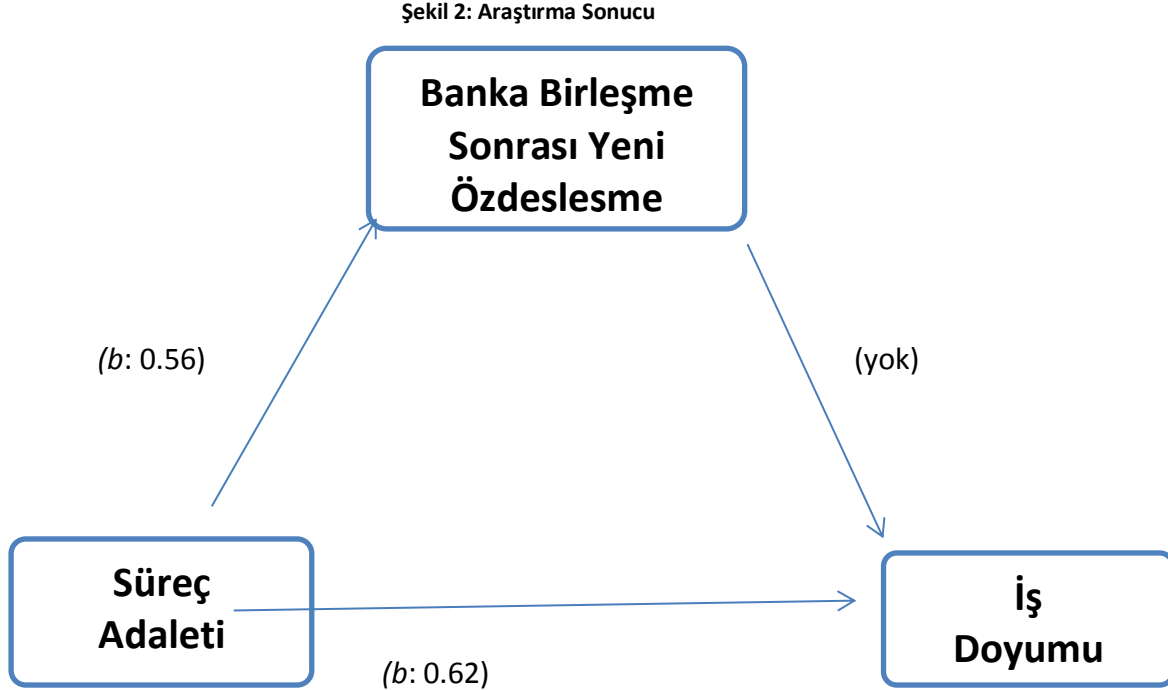 Şekil 2: Araştırma Sonucu
Banka Birleşme
Sonrası Yeni
Özdeslesme
(b: 0.56)
(yok)
Süreç
Adaleti
İş
Doyumu
(b: 0.62)